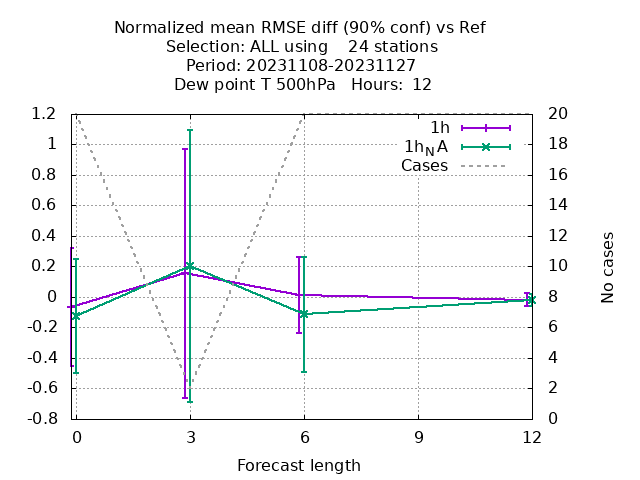 Normalized mean RMSE diff (90% conf) vs Ref
Selection: ALL using    24 stations
Period: 20231108-20231127
Dew point T 500hPa   Hours:  12
1.2
1
0.8
0.6
0.4
0.2
0
-0.2
-0.4
-0.6
-0.8
20
18
16
14
12
10
8
6
4
2
0
1h
1hNA
Cases
No cases
0 3 6 9 12
Forecast length